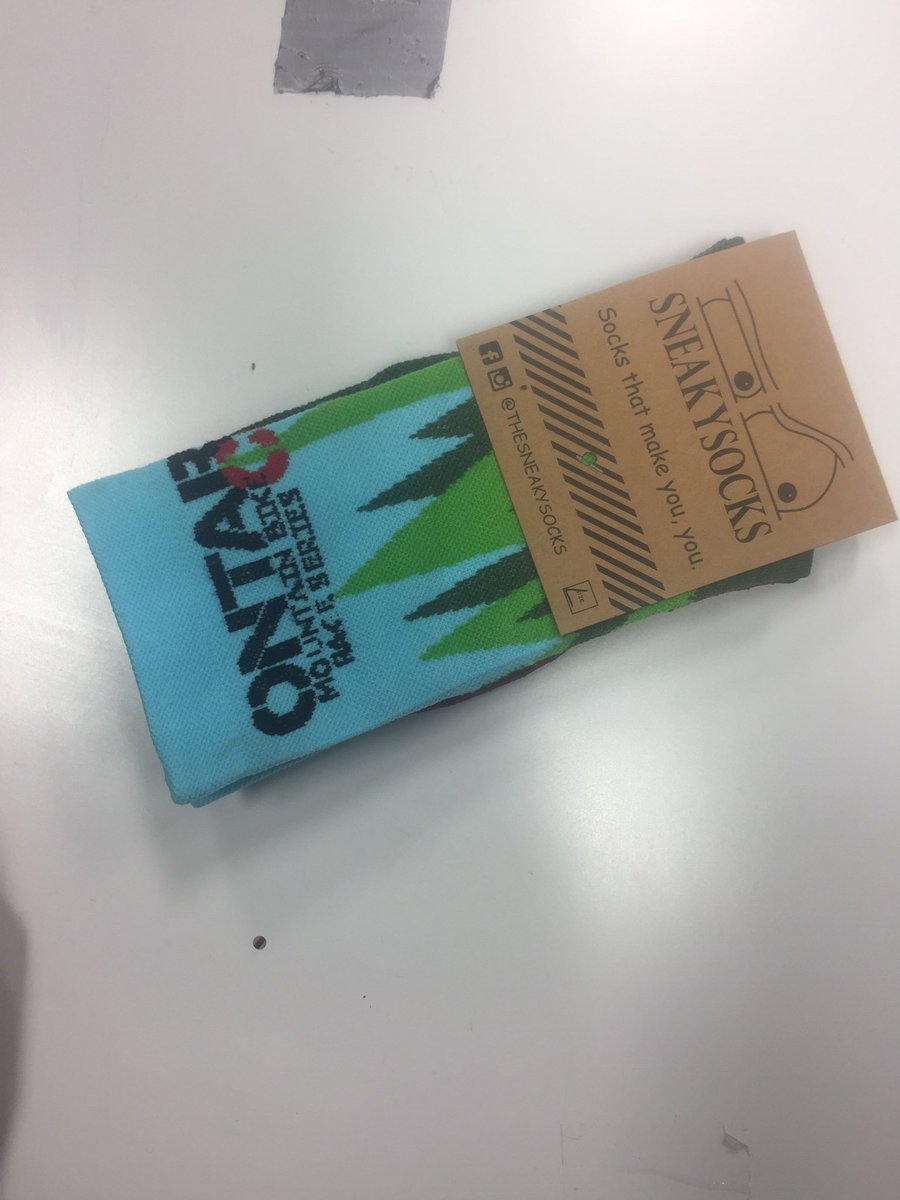 SNEAKYSOCKS
Socks that make you, you.
@THESNEAKYSOCKS
ONTARIO
MOUNTAIN BIKE
RACE SERIES